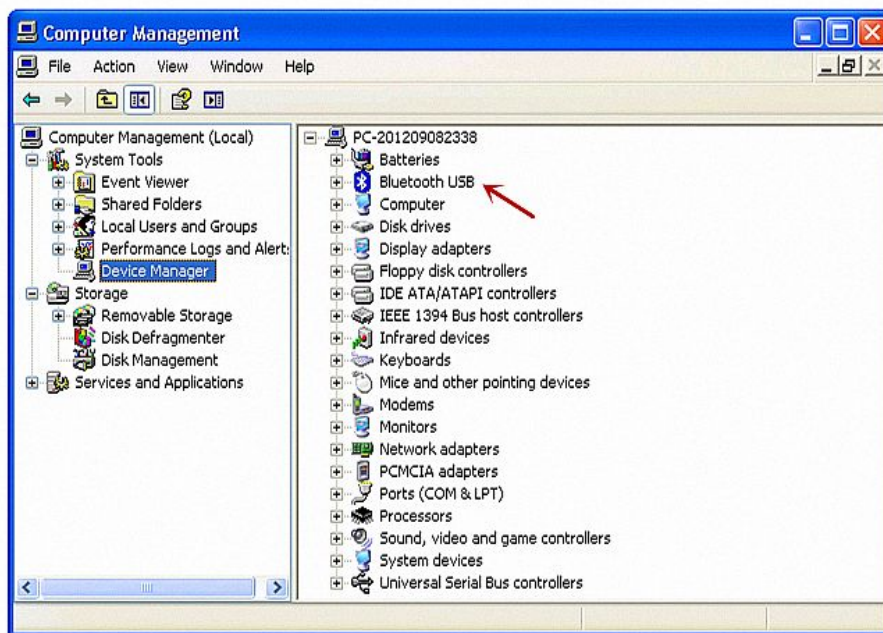 Computer Management
File Action View Window Help
Computer Management (Local)
System Tools
Event Viewer
Shared Folders
Local Users and Groups
Performance Logs and Alert:
Device Manager
Storage
Removable Storage
Disk Defragmenter
Disk Management
Services and Applications
PC-201209082338
Batteries
Bluetooth USB
Computer
Disk drives
Display adapters
Floppy disk controllers
IDE ATA/ATAPI controllers
IEEE 1394 Bus host controllers
Infrared devices
Keyboards
Mice and other pointing devices
Modems
Monitors
Network adapters
PCMCIA adapters
Ports (COM & LPT)
Processors
Sound, video and game controllers
System devices
Universal Serial Bus controllers